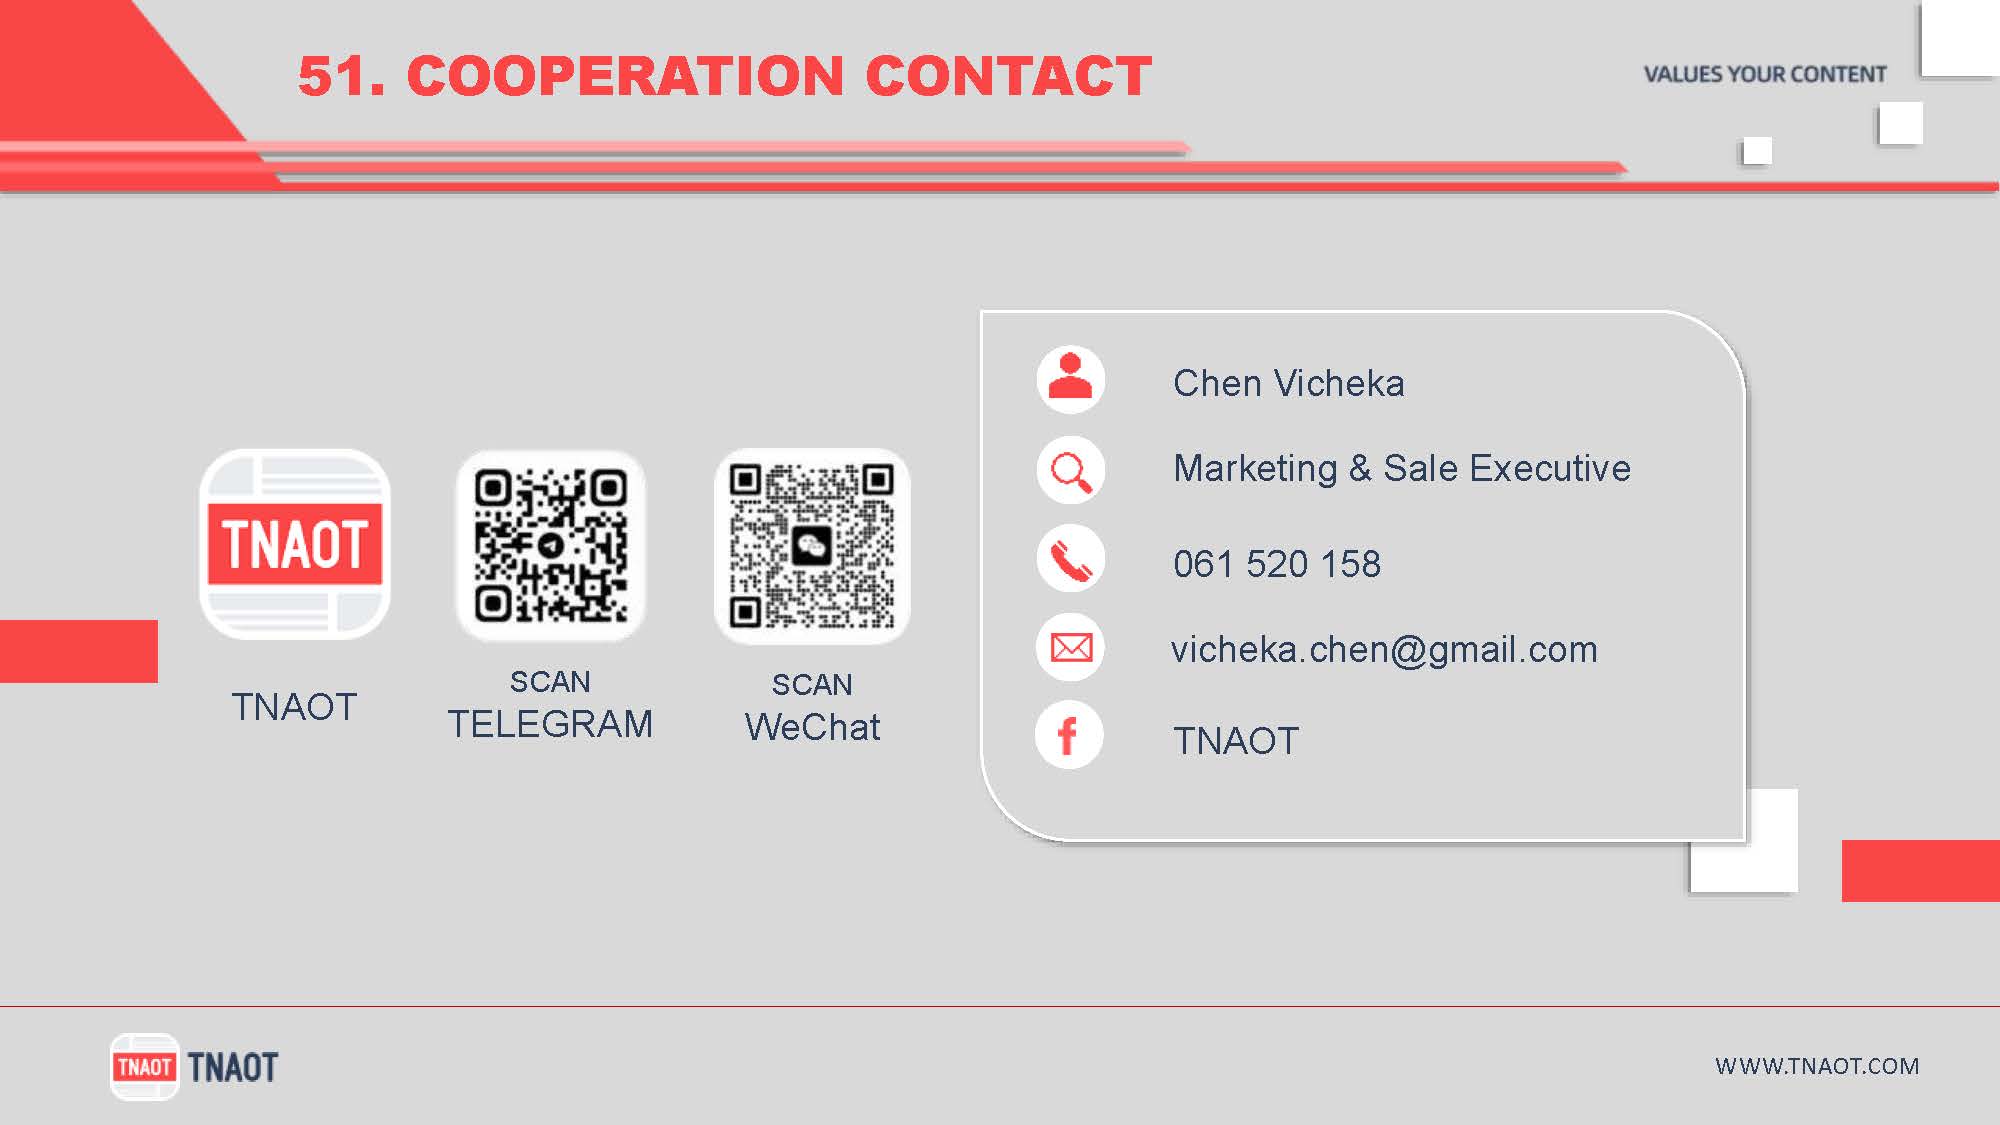 51. COOPERATION CONTACT
VALUES YOUR CONTENT
TNAOT
TNAOT
SCAN
TELEGRAM
SCAN
WeChat
Chen Vicheka
Marketing & Sale Executive
061 520 158
vicheka.chen@gmail.com
TNAOT
TNAOT TNAOT
WWW.TNAOT.COM